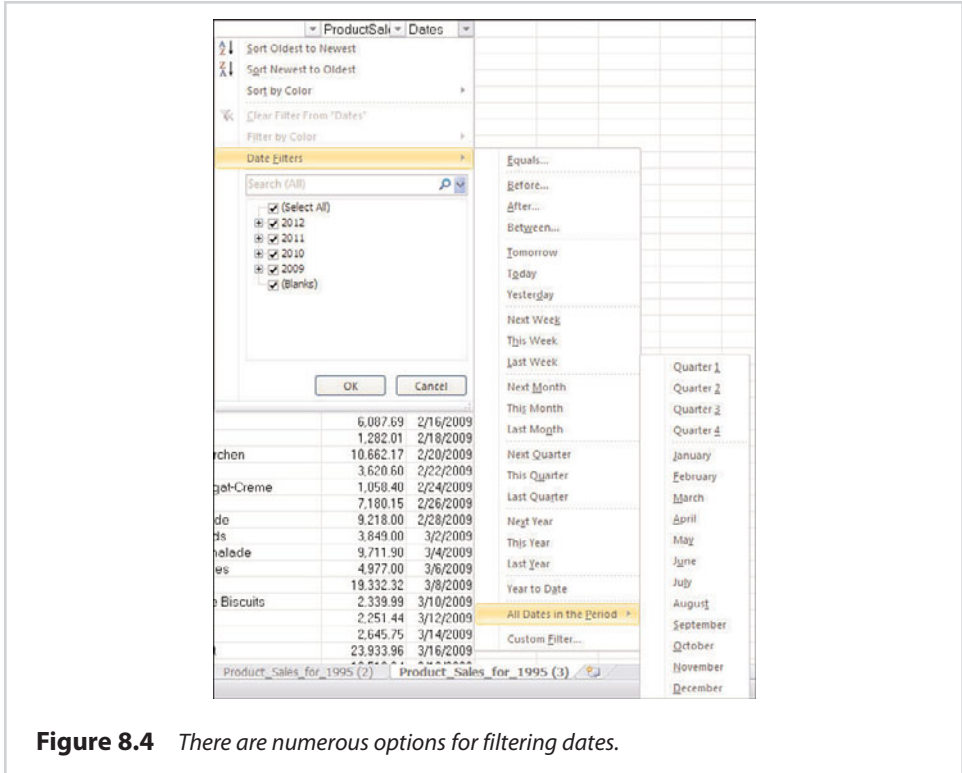 ProductSal Dates
Sort Oldest to Newest
Sort Newest to Oldest
Sort by Color
Clear Filter From "Dates"
Filter by Color
Date Filters
Search (All)
(Select All)
2012
2011
2010
2009
(Blanks)
OK Cancel
Equals...
Before...
After...
Between...
Tomorrow
Today
Yesterday
Next Week
This Week
Last Week
Next Month
This Month
Last Month
Next Quarter
This Quarter
Last Quarter
Next Year
This Year
Last Year
Year to Date
All Dates in the Period
Custom Filter...
Quarter 1
Quarter 2
Quarter 3
Quarter 4
January
February
March
April
May
June
July
August
September
October
November
December
6,087.69 2/16/2009
1,282.01 2/18/2009
rchen 10,662.17 2/20/2009
3,620.60 2/22/2009
gat-Creme 1,058.40 2/24/2009
7,180.15 2/26/2009
de 9,218.00 2/28/2009
ds 3,849.00 3/2/2009
nalade 9,711.90 3/4/2009
es 4,977.00 3/6/2009
19,332.32 3/8/2009
e Biscuits 2,339.99 3/10/2009
2,251.44 3/12/2009
2,645.75 3/14/2009
23,933.96 3/16/2009
Product_Sales_for_1995 (2) Product_Sales_for_1995 (3)
Figure 8.4 There are numerous options for filtering dates.